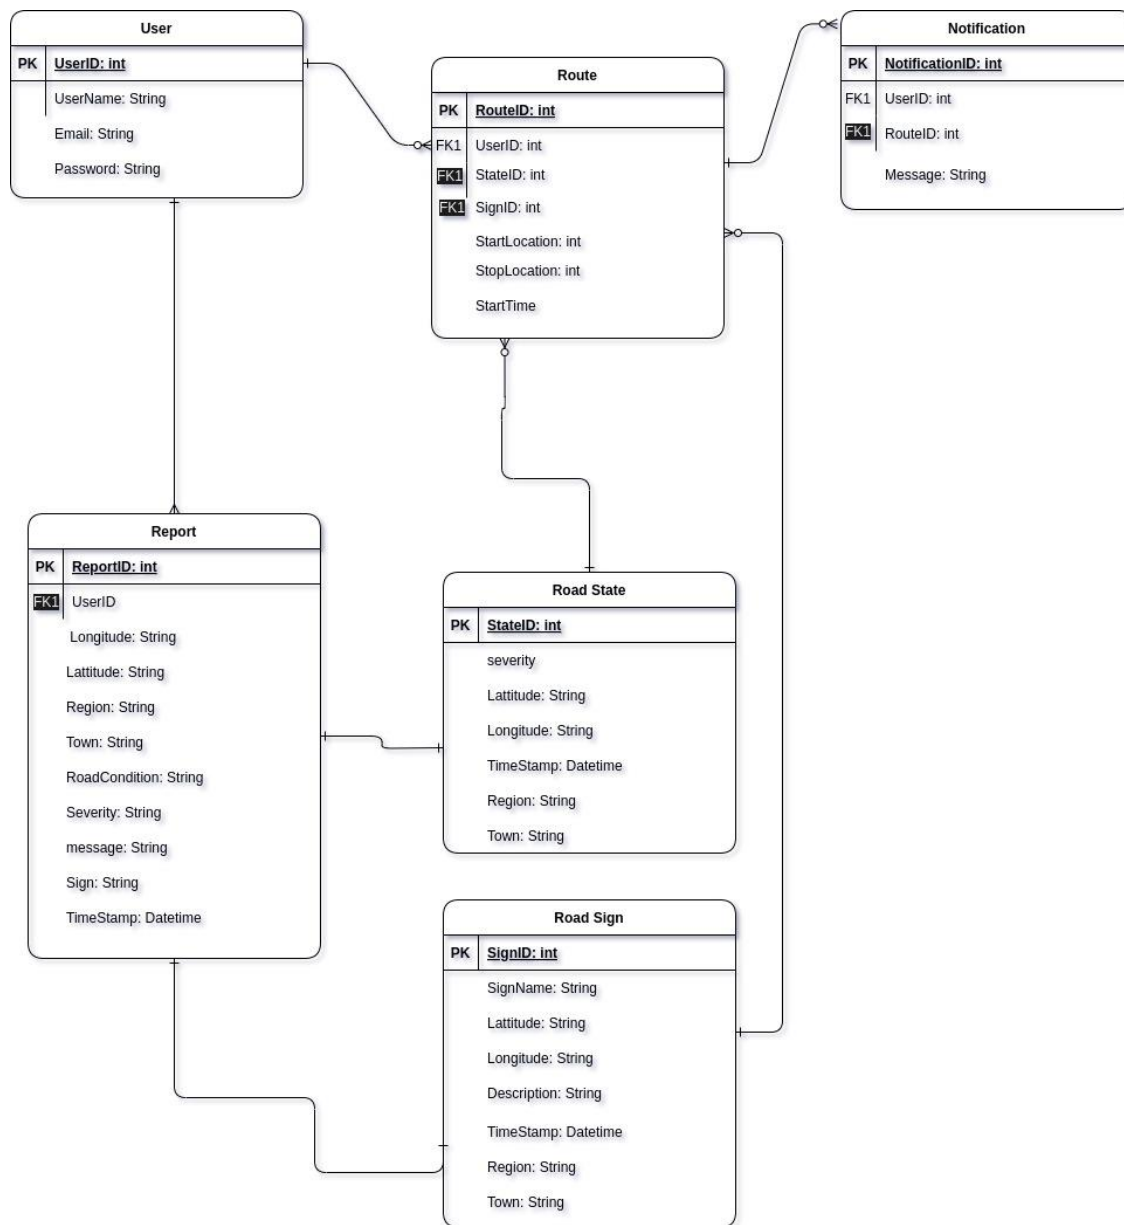 User
PK UserID: int
UserName: String
Email: String
Password: String
Route
PK RouteID: int
FK1 UserID: int
FK1 StateID: int
FK1 SignID: int
StartLocation: int
StopLocation: int
StartTime
Notification
PK NotificationID: int
FK1 UserID: int
FK1 RouteID: int
Message: String
Report
PK ReportID: int
FK1 UserID
Longitude: String
Lattitude: String
Region: String
Town: String
RoadCondition: String
Severity: String
message: String
Sign: String
TimeStamp: Datetime
Road State
PK StateID: int
severity
Lattitude: String
Longitude: String
TimeStamp: Datetime
Region: String
Town: String
Road Sign
PK SignID: int
SignName: String
Lattitude: String
Longitude: String
Description: String
TimeStamp: Datetime
Region: String
Town: String